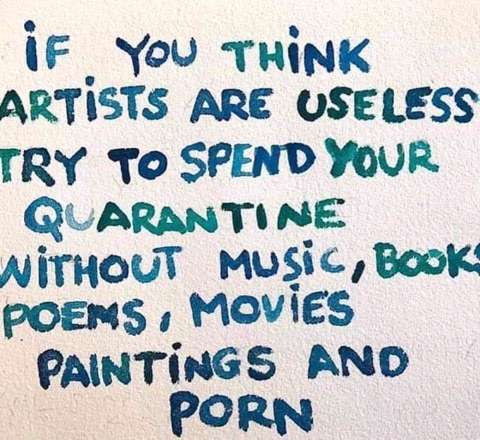 iF YOU THiNK
ARTiSTS ARE USELESS
TRY TO SPEND YOUR
QUARANTINE
WiTHOUT MUSiC, BOOKS
POEMS, MOViES
PAINTiNGS AND
PORN